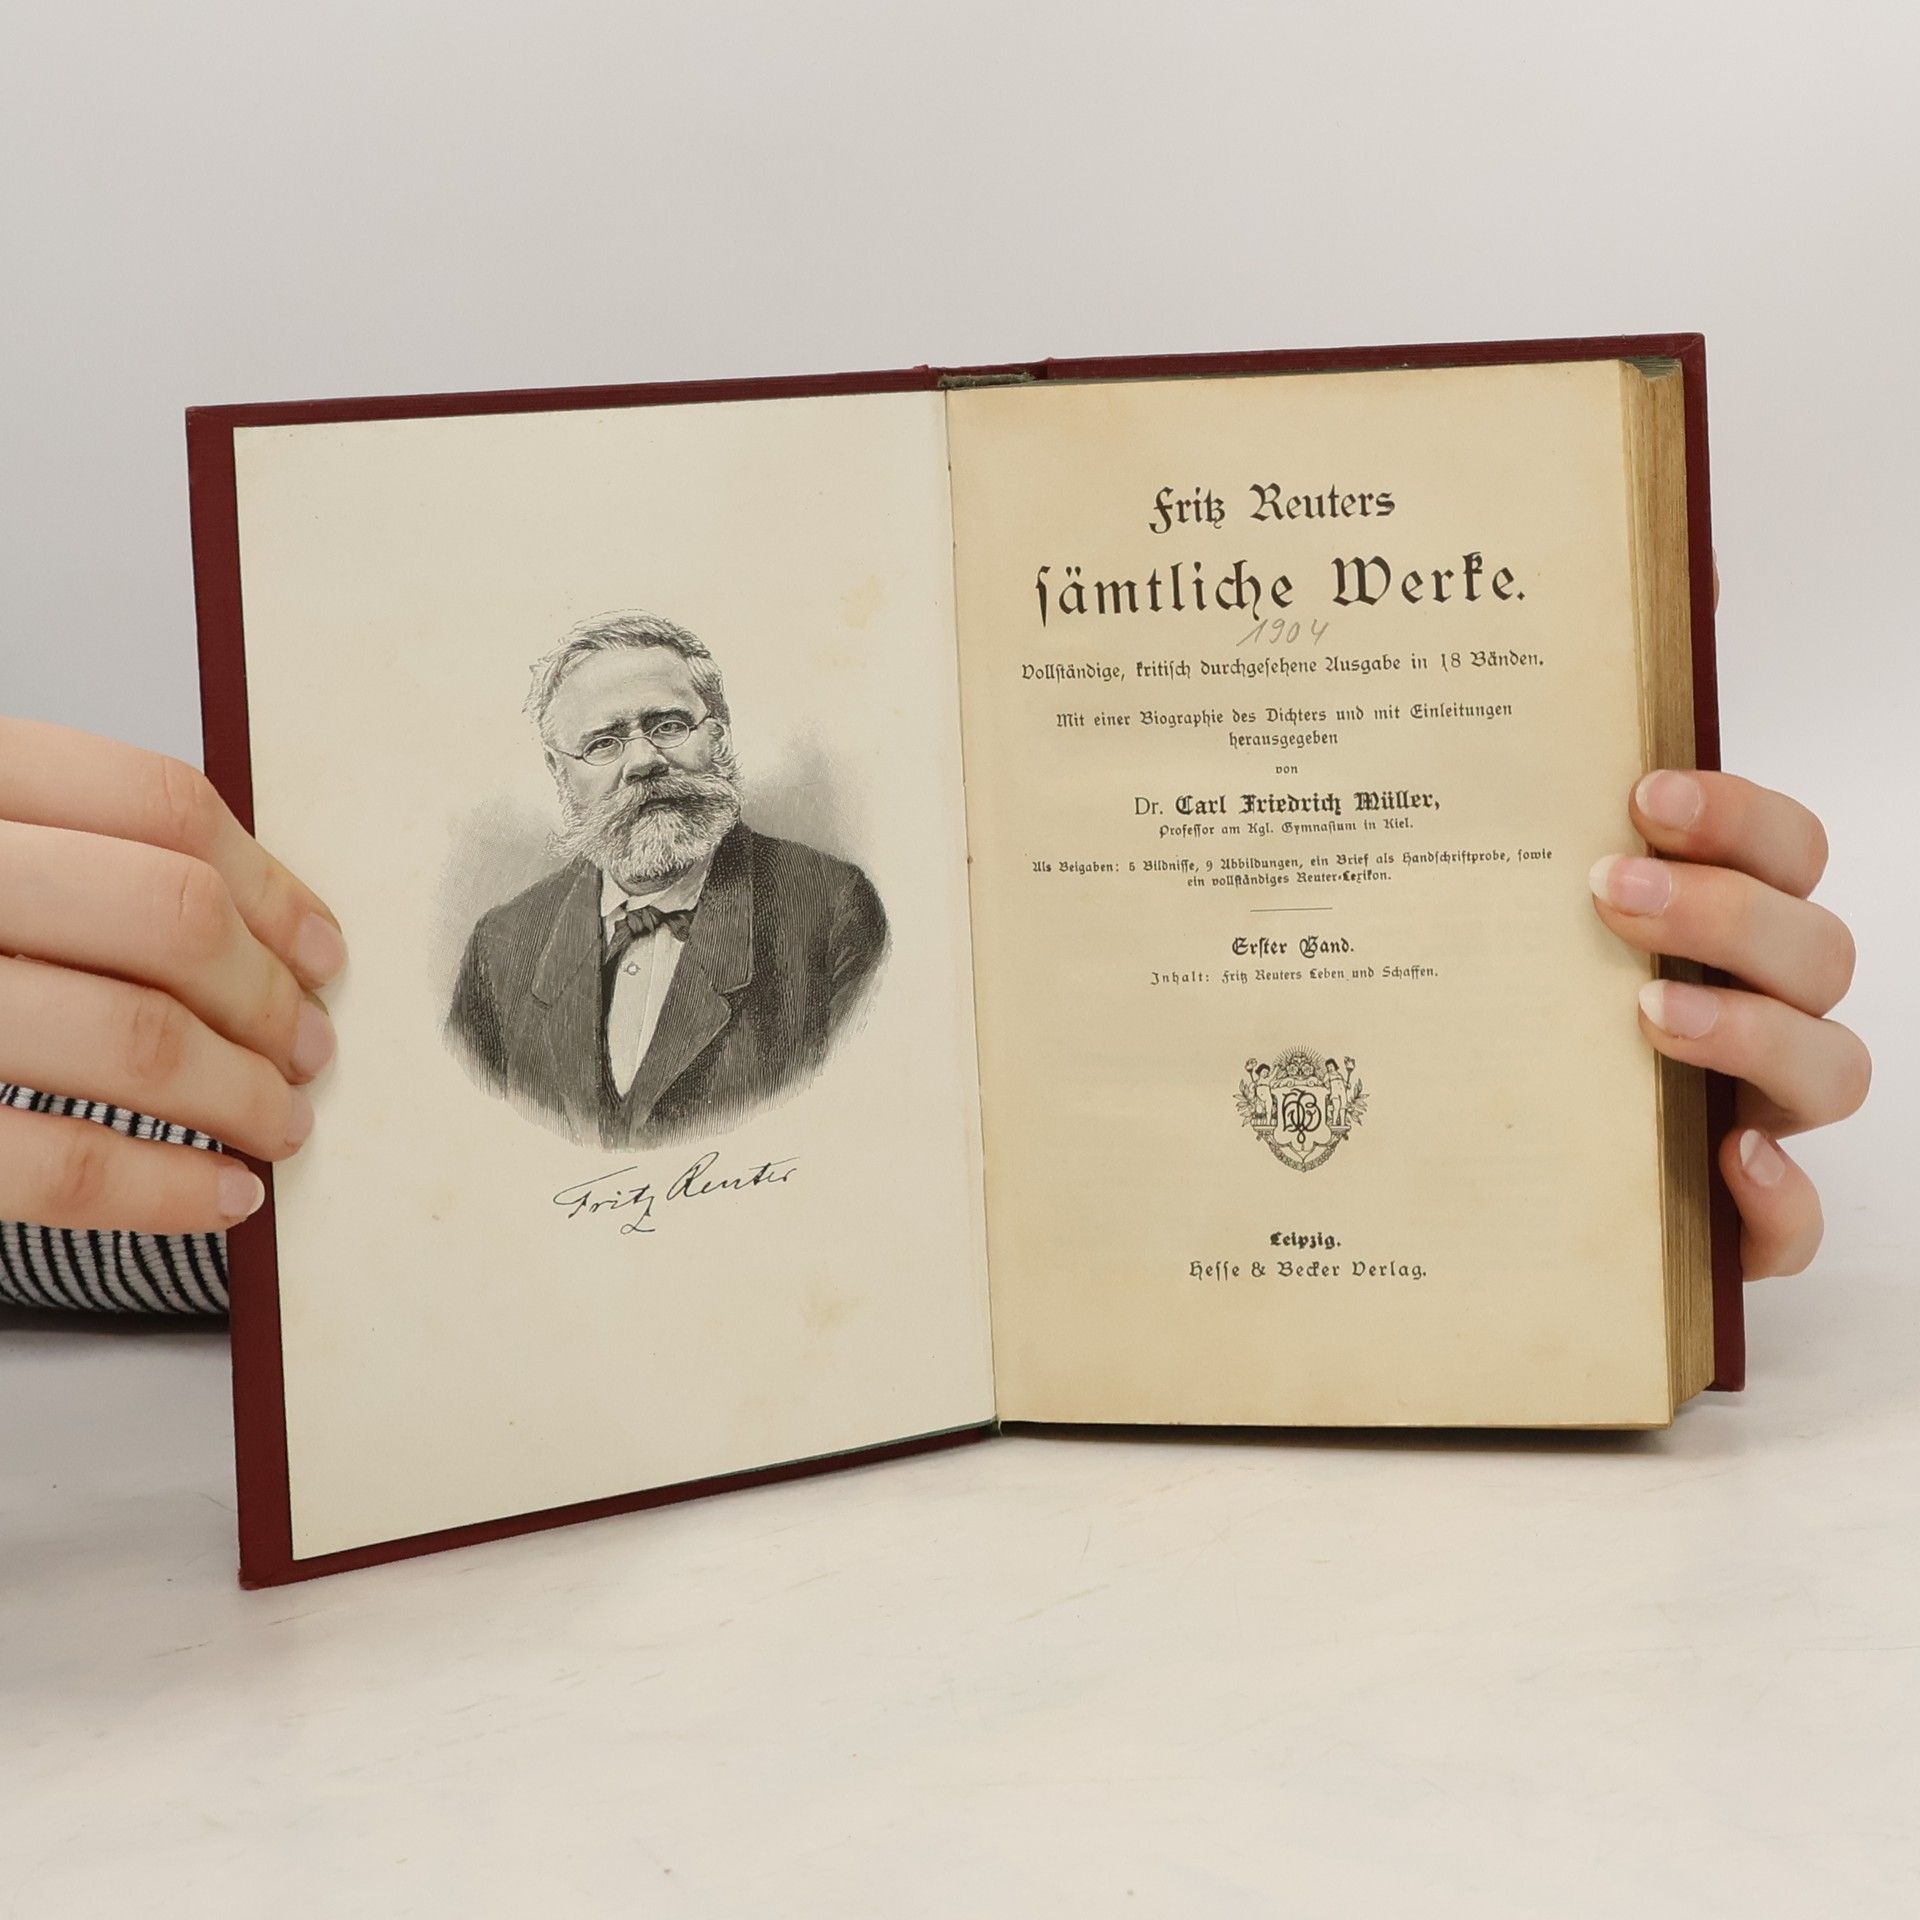 Fritz Reuter
Fritz Reuters
ſämtliche Werke.
1904
Vollſtändige, kritiſch durchgeſehene Ausgabe in 18 Bänden.
Mit einer Biographie des Dichters und mit Einleitungen
herausgegeben
von
Dr. Carl Friedrich Müller,
Profeſſor am Kgl. Gymnaſium in Kiel.
Als Beigaben: 5 Bildniſſe, 9 Abbildungen, ein Brief als Handſchriftprobe, ſowie
ein vollſtändiges Reuter-Lexikon.
Erſter Band.
Inhalt: Fritz Reuters Leben und Schaffen.
Leipzig.
Heſſe & Becker Verlag.